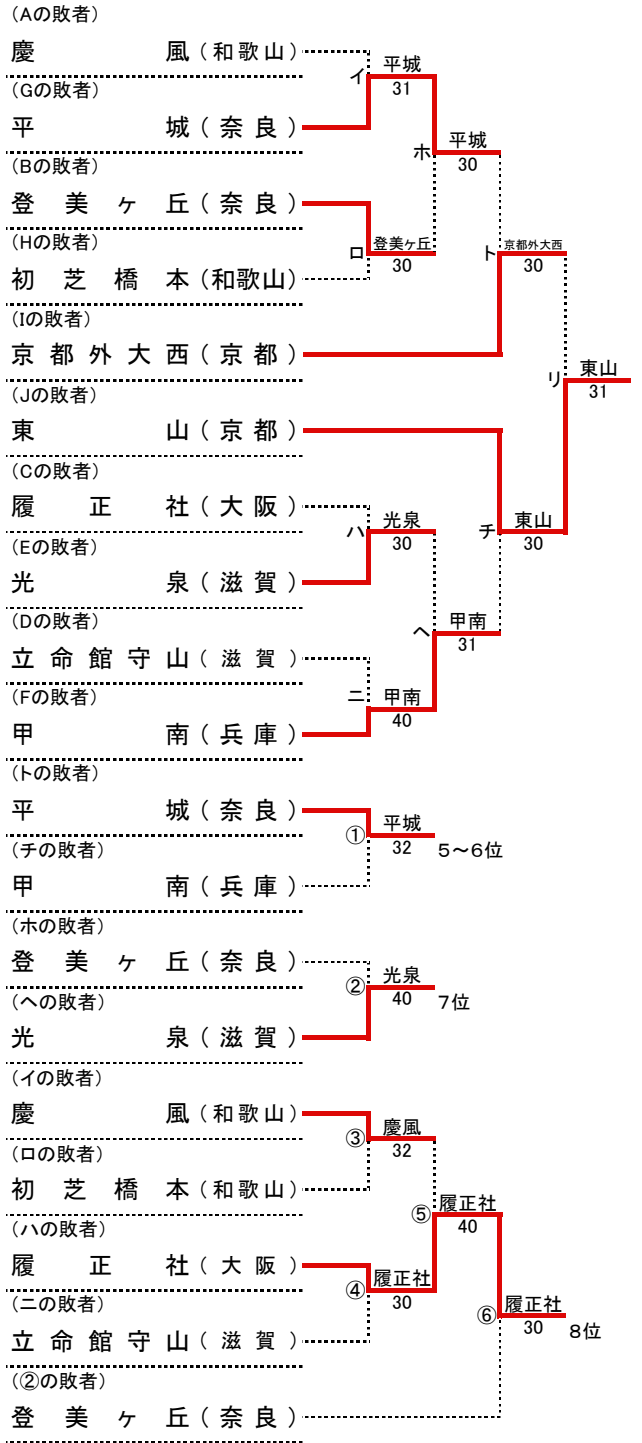 (Aの敗者)
慶風(和歌山)
イ 平城
31
(Gの敗者)
平城(奈良)
ホ 平城
30
(Bの敗者)
登美ヶ丘(奈良)
ロ 登美ヶ丘
30
(Hの敗者)
初芝橋本(和歌山)
ト 京都外大西
30
(Iの敗者)
京都外大西(京都)
リ 東山
31
(Jの敗者)
東山(京都)
(Cの敗者)
履正社(大阪)
ハ 光泉
30
チ 東山
30
(Eの敗者)
光泉(滋賀)
(Dの敗者)
立命館守山(滋賀)
ヘ 甲南
31
(Fの敗者)
甲南(兵庫)
ニ 甲南
40
(トの敗者)
平城(奈良)
① 平城
32 5~6位
(チの敗者)
甲南(兵庫)
(ホの敗者)
登美ヶ丘(奈良)
② 光泉
40 7位
(ヘの敗者)
光泉(滋賀)
(イの敗者)
慶風(和歌山)
③ 慶風
32
(ロの敗者)
初芝橋本(和歌山)
⑤ 履正社
40
(ハの敗者)
履正社(大阪)
④ 履正社
30
(ニの敗者)
立命館守山(滋賀)
⑥ 履正社
30 8位
(②の敗者)
登美ヶ丘(奈良)